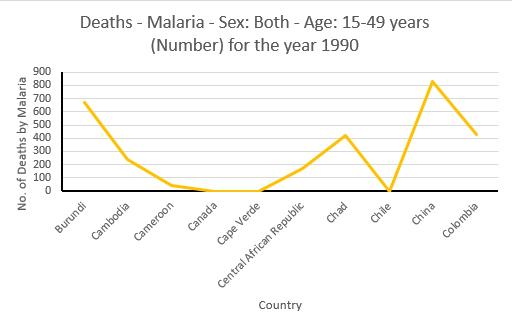 Deaths - Malaria - Sex: Both - Age: 15-49 years
(Number) for the year 1990
No. of Deaths by Malaria
900
800
700
600
500
400
300
200
100
0
Burundi
Cambodia
Cameroon
Canada
Cape Verde
Central African Republic
Chad
Chile
China
Colombia
Country